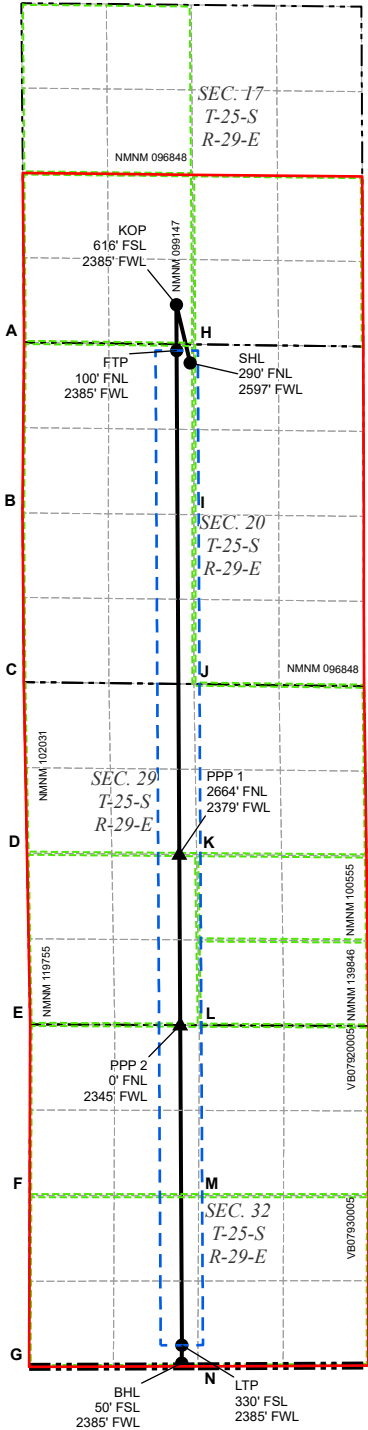 SEC. 17
T-25-S
R-29-E
NMNM 096848
KOP
616' FSL
2385' FWL
NMNM 099147
A
H
FTP
100' FNL
2385' FWL
SHL
290' FNL
2597' FWL
B
I
SEC. 20
T-25-S
R-29-E
C
J
NMNM 096848
NMNM 102031
SEC. 29
T-25-S
R-29-E
PPP 1
2664' FNL
2379' FWL
D
K
NMNM 100555
NMNM 119755
NMNM 139846
E
L
VB07920005
PPP 2
0' FNL
2345' FWL
F
M
SEC. 32
T-25-S
R-29-E
VB07930005
G
N
BHL
50' FSL
2385' FWL
LTP
330' FSL
2385' FWL